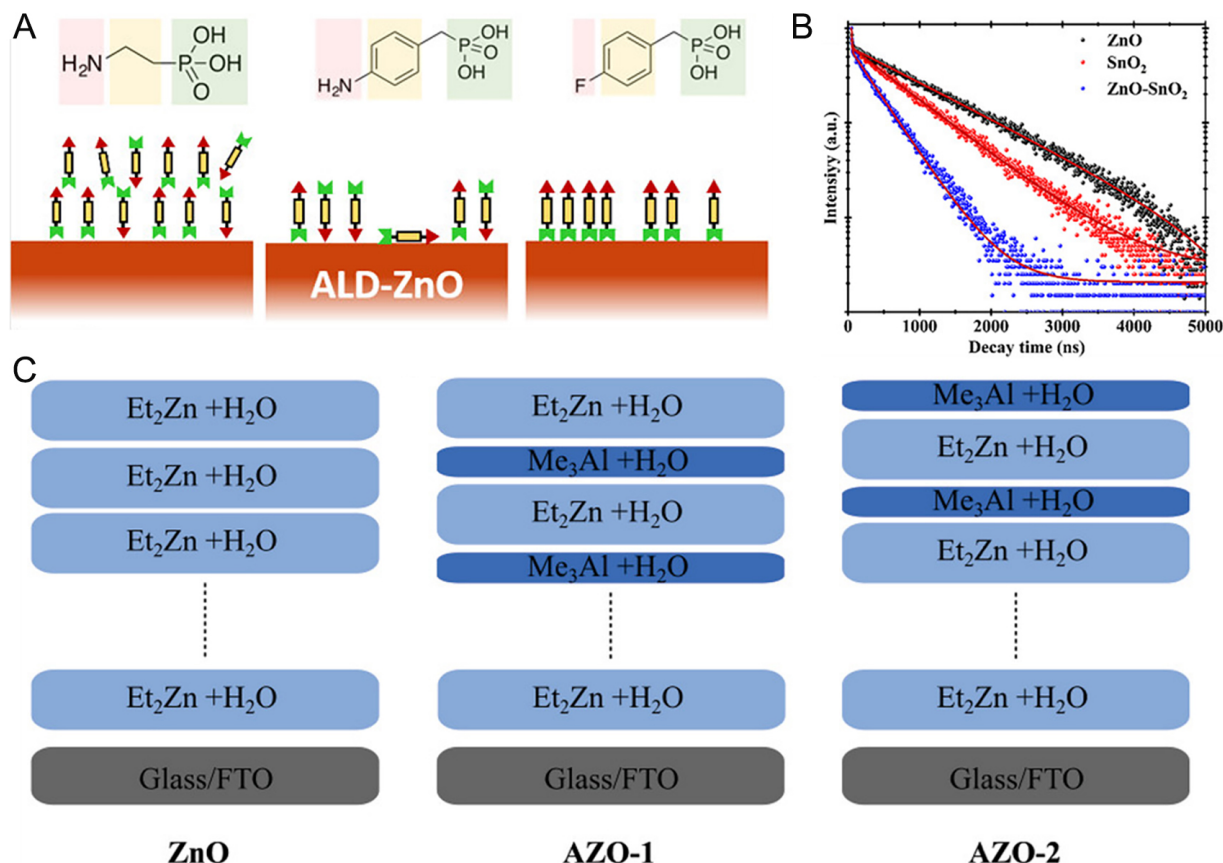 A
H₂N
OH
P
OH
O
OH
P
O
OH
H₂N
OH
P
O
OH
F
ALD-ZnO
B
ZnO
SnO₂
ZnO-SnO₂
Intensity (a.u.)
0 1000 2000 3000 4000 5000
Decay time (ns)
C
Et₂Zn +H₂O
Et₂Zn +H₂O
Et₂Zn +H₂O
Et₂Zn +H₂O
Glass/FTO
ZnO
Et₂Zn +H₂O
Me₃Al +H₂O
Et₂Zn +H₂O
Me₃Al +H₂O
Et₂Zn +H₂O
Glass/FTO
AZO-1
Me₃Al +H₂O
Et₂Zn +H₂O
Me₃Al +H₂O
Et₂Zn +H₂O
Et₂Zn +H₂O
Glass/FTO
AZO-2